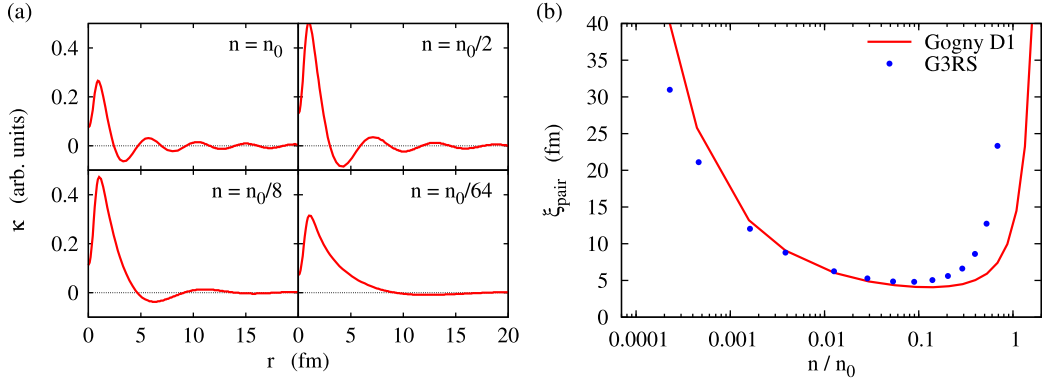 (a)
κ (arb. units)
0.4
0.2
0
n = n0
n = n0/2
0.4
0.2
0
n = n0/8
n = n0/64
0 5 10 15 0 5 10 15 20
r (fm)
(b)
ξpair (fm)
40
35
30
25
20
15
10
5
0
Gogny D1
G3RS
0.0001 0.001 0.01 0.1 1
n / n0